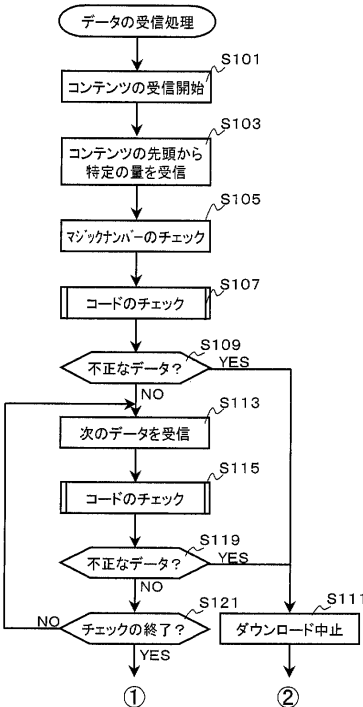 データの受信処理
S101
コンテンツの受信開始
S103
コンテンツの先頭から
特定の量を受信
S105
マジックナンバーのチェック
S107
コードのチェック
S109
不正なデータ?
YES
NO
S113
次のデータを受信
S115
コードのチェック
S119
不正なデータ?
YES
NO
S121
NO
チェックの終了?
YES
S111
ダウンロード中止
①
②